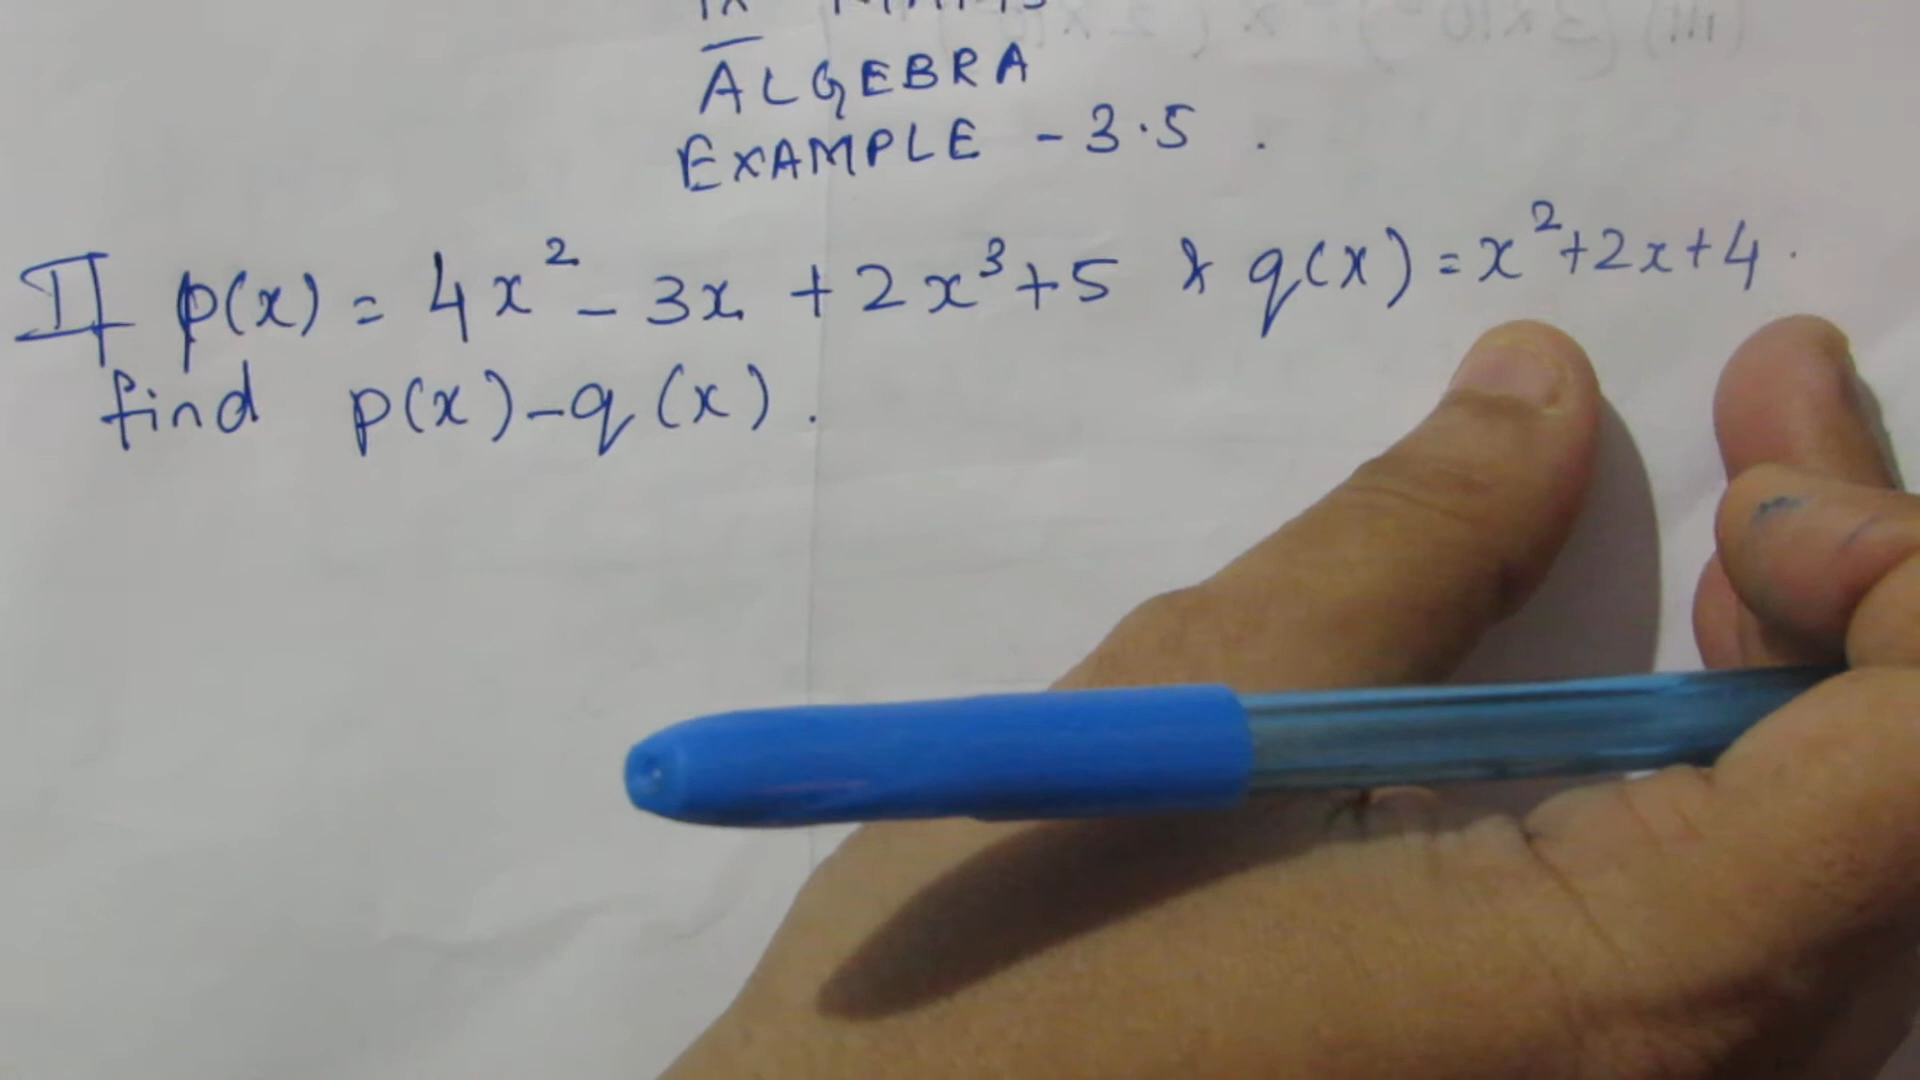 ALGEBRA
EXAMPLE - 3.5.
If p(x) = 4x² - 3x + 2x³ + 5 & q(x) = x² + 2x + 4.
find p(x) - q(x).